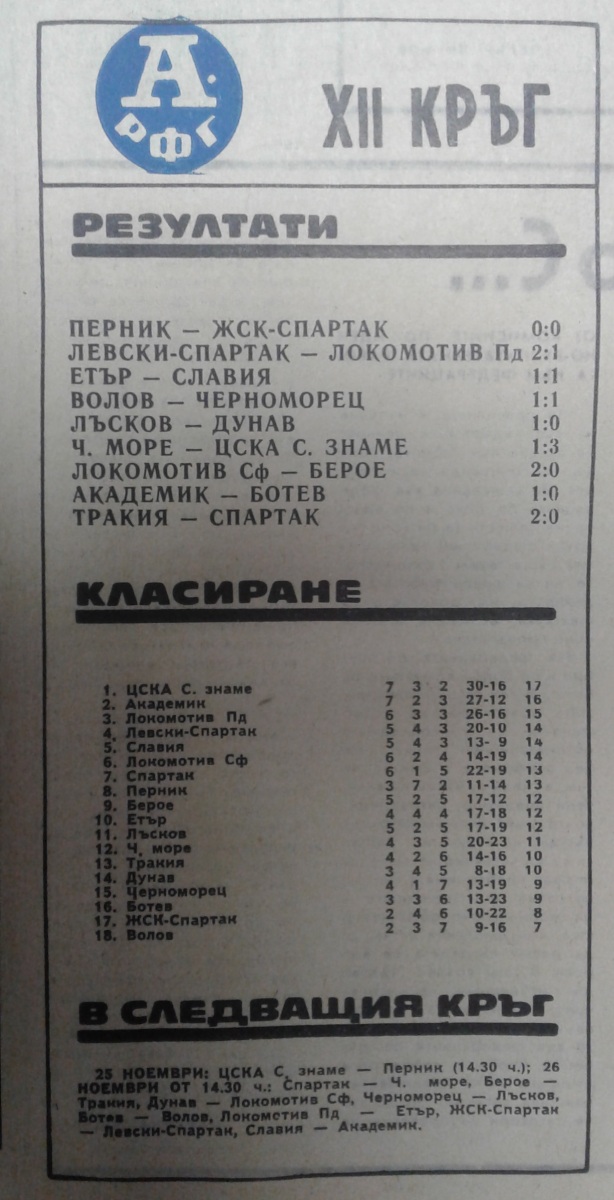 А.
РФГ
XII КРЪГ
РЕЗУЛТАТИ
ПЕРНИК — ЖСК-СПАРТАК 0:0
ЛЕВСКИ-СПАРТАК — ЛОКОМОТИВ Пд 2:1
ЕТЪР — СЛАВИЯ 1:1
ВОЛОВ — ЧЕРНОМОРЕЦ 1:1
ЛЪСКОВ — ДУНАВ 1:0
Ч. МОРЕ — ЦСКА С. ЗНАМЕ 1:3
ЛОКОМОТИВ Сф — БЕРОЕ 2:0
АКАДЕМИК — БОТЕВ 1:0
ТРАКИЯ — СПАРТАК 2:0
КЛАСИРАНЕ
1. ЦСКА С. знаме 7 3 2 30-16 17
2. Академик 7 2 3 27-12 16
3. Локомотив Пд 6 3 3 26-16 15
4. Левски-Спартак 5 4 3 20-10 14
5. Славия 5 4 3 13- 9 14
6. Локомотив Сф 6 2 4 14-19 14
7. Спартак 6 1 5 22-19 13
8. Перник 3 7 2 11-14 13
9. Берое 5 2 5 17-12 12
10. Етър 4 4 4 17-18 12
11. Лъсков 5 2 5 17-19 12
12. Ч. море 4 3 5 20-23 11
13. Тракия 4 2 6 14-16 10
14. Дунав 3 4 5 8-18 10
15. Черноморец 4 1 7 13-19 9
16. Ботев 3 3 6 13-23 9
17. ЖСК-Спартак 2 4 6 10-22 8
18. Волов 2 3 7 9-16 7
В СЛЕДВАЩИЯ КРЪГ
25 НОЕМВРИ: ЦСКА С. знаме — Перник (14.30 ч.); 26
НОЕМВРИ ОТ 14.30 ч.: Спартак — Ч. море, Берое —
Тракия, Дунав — Локомотив Сф, Черноморец — Лъсков,
Ботев — Волов, Локомотив Пд — Етър, ЖСК-Спартак
— Левски-Спартак, Славия — Академик.